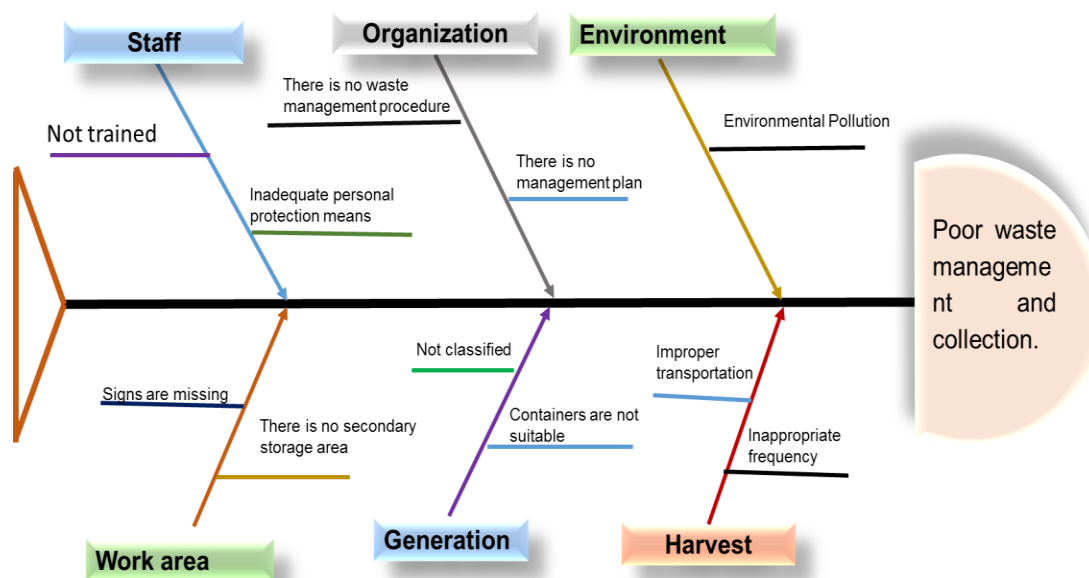 Staff
Organization
Environment
There is no waste
management procedure
Environmental Pollution
Not trained
There is no
management plan
Inadequate personal
protection means
Poor waste
manageme
nt and
collection.
Not classified
Improper
transportation
Signs are missing
Containers are not
suitable
There is no secondary
storage area
Inappropriate
frequency
Work area
Generation
Harvest